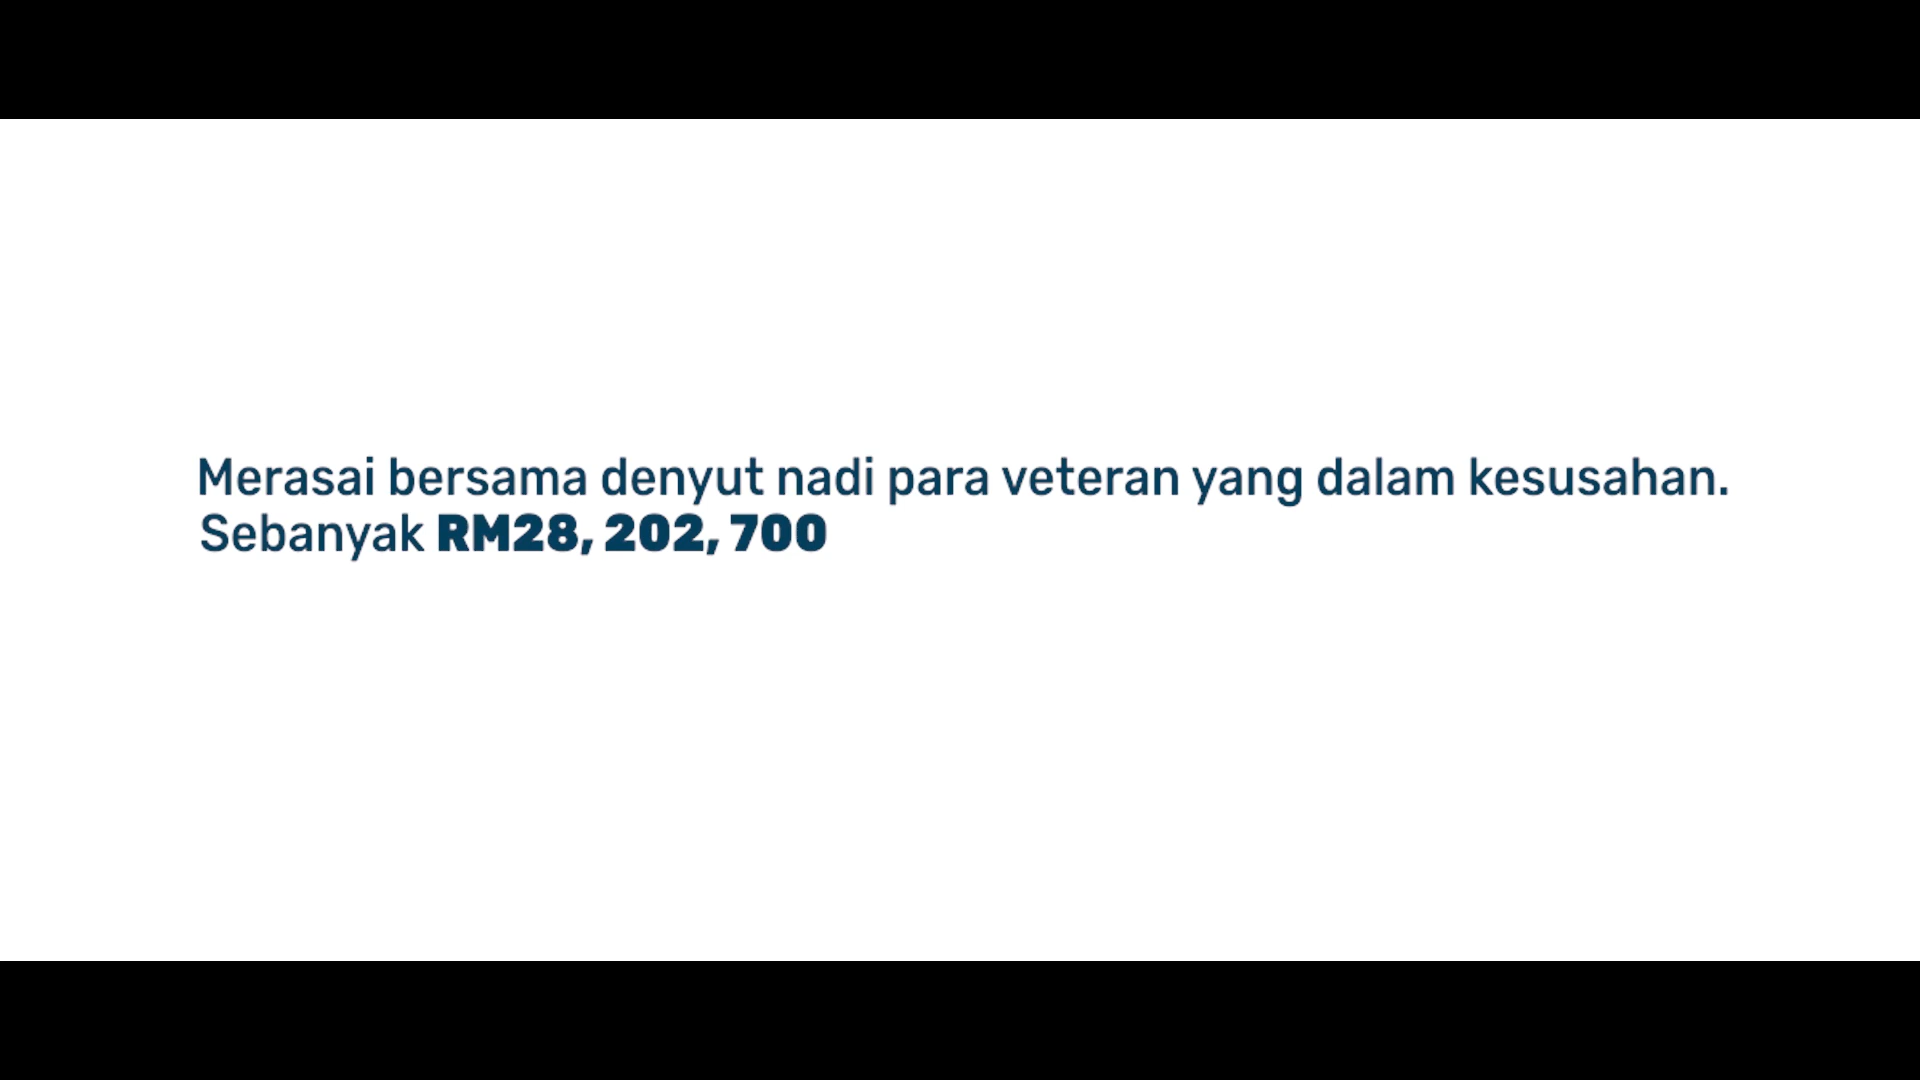 Merasai bersama denyut nadi para veteran yang dalam kesusahan.
Sebanyak RM28, 202, 700